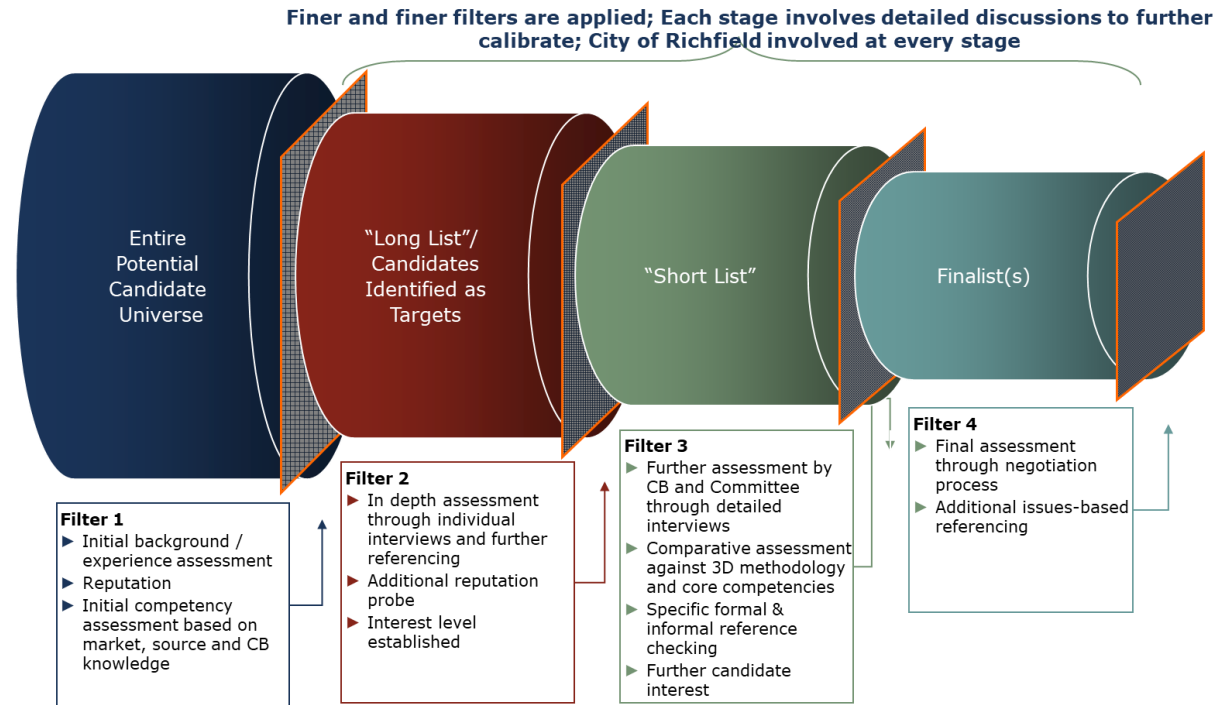 Finer and finer filters are applied; Each stage involves detailed discussions to further
calibrate; City of Richfield involved at every stage
Entire
Potential
Candidate
Universe
“Long List”/
Candidates
Identified as
Targets
“Short List”
Finalist(s)
Filter 1
► Initial background /
experience assessment
► Reputation
► Initial competency
assessment based on
market, source and CB
knowledge
Filter 2
► In depth assessment
through individual
interviews and further
referencing
► Additional reputation
probe
► Interest level
established
Filter 3
► Further assessment by
CB and Committee
through detailed
interviews
► Comparative assessment
against 3D methodology
and core competencies
► Specific formal &
informal reference
checking
► Further candidate
interest
Filter 4
► Final assessment
through negotiation
process
► Additional issues-based
referencing